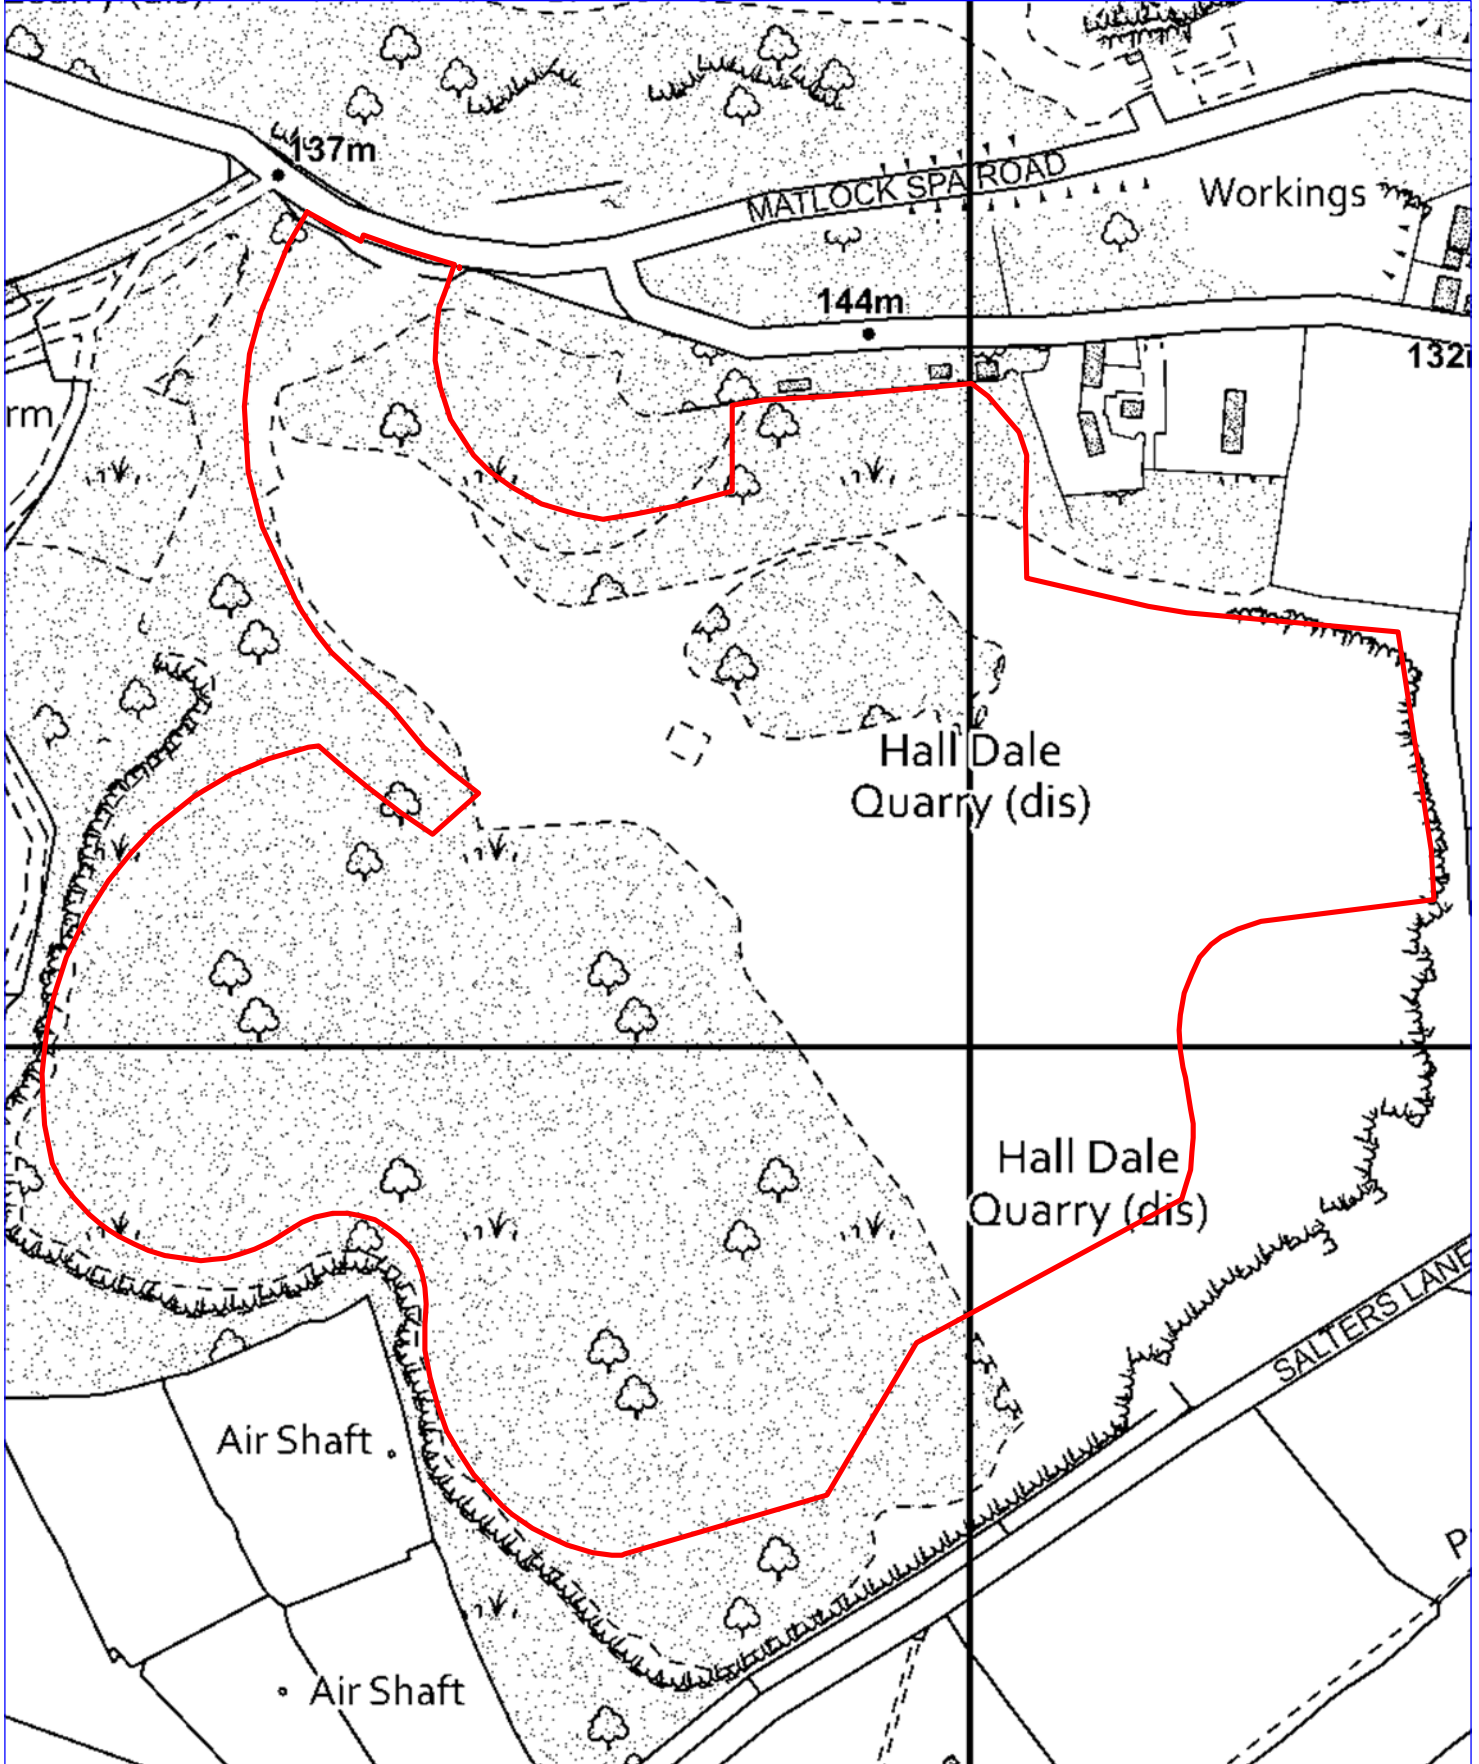 137m
MATLOCK SPA ROAD
Workings
144m
132
rm
Hall Dale
Quarry (dis)
Hall Dale
Quarry (dis)
SALTERS LANE
Air Shaft
P
Air Shaft